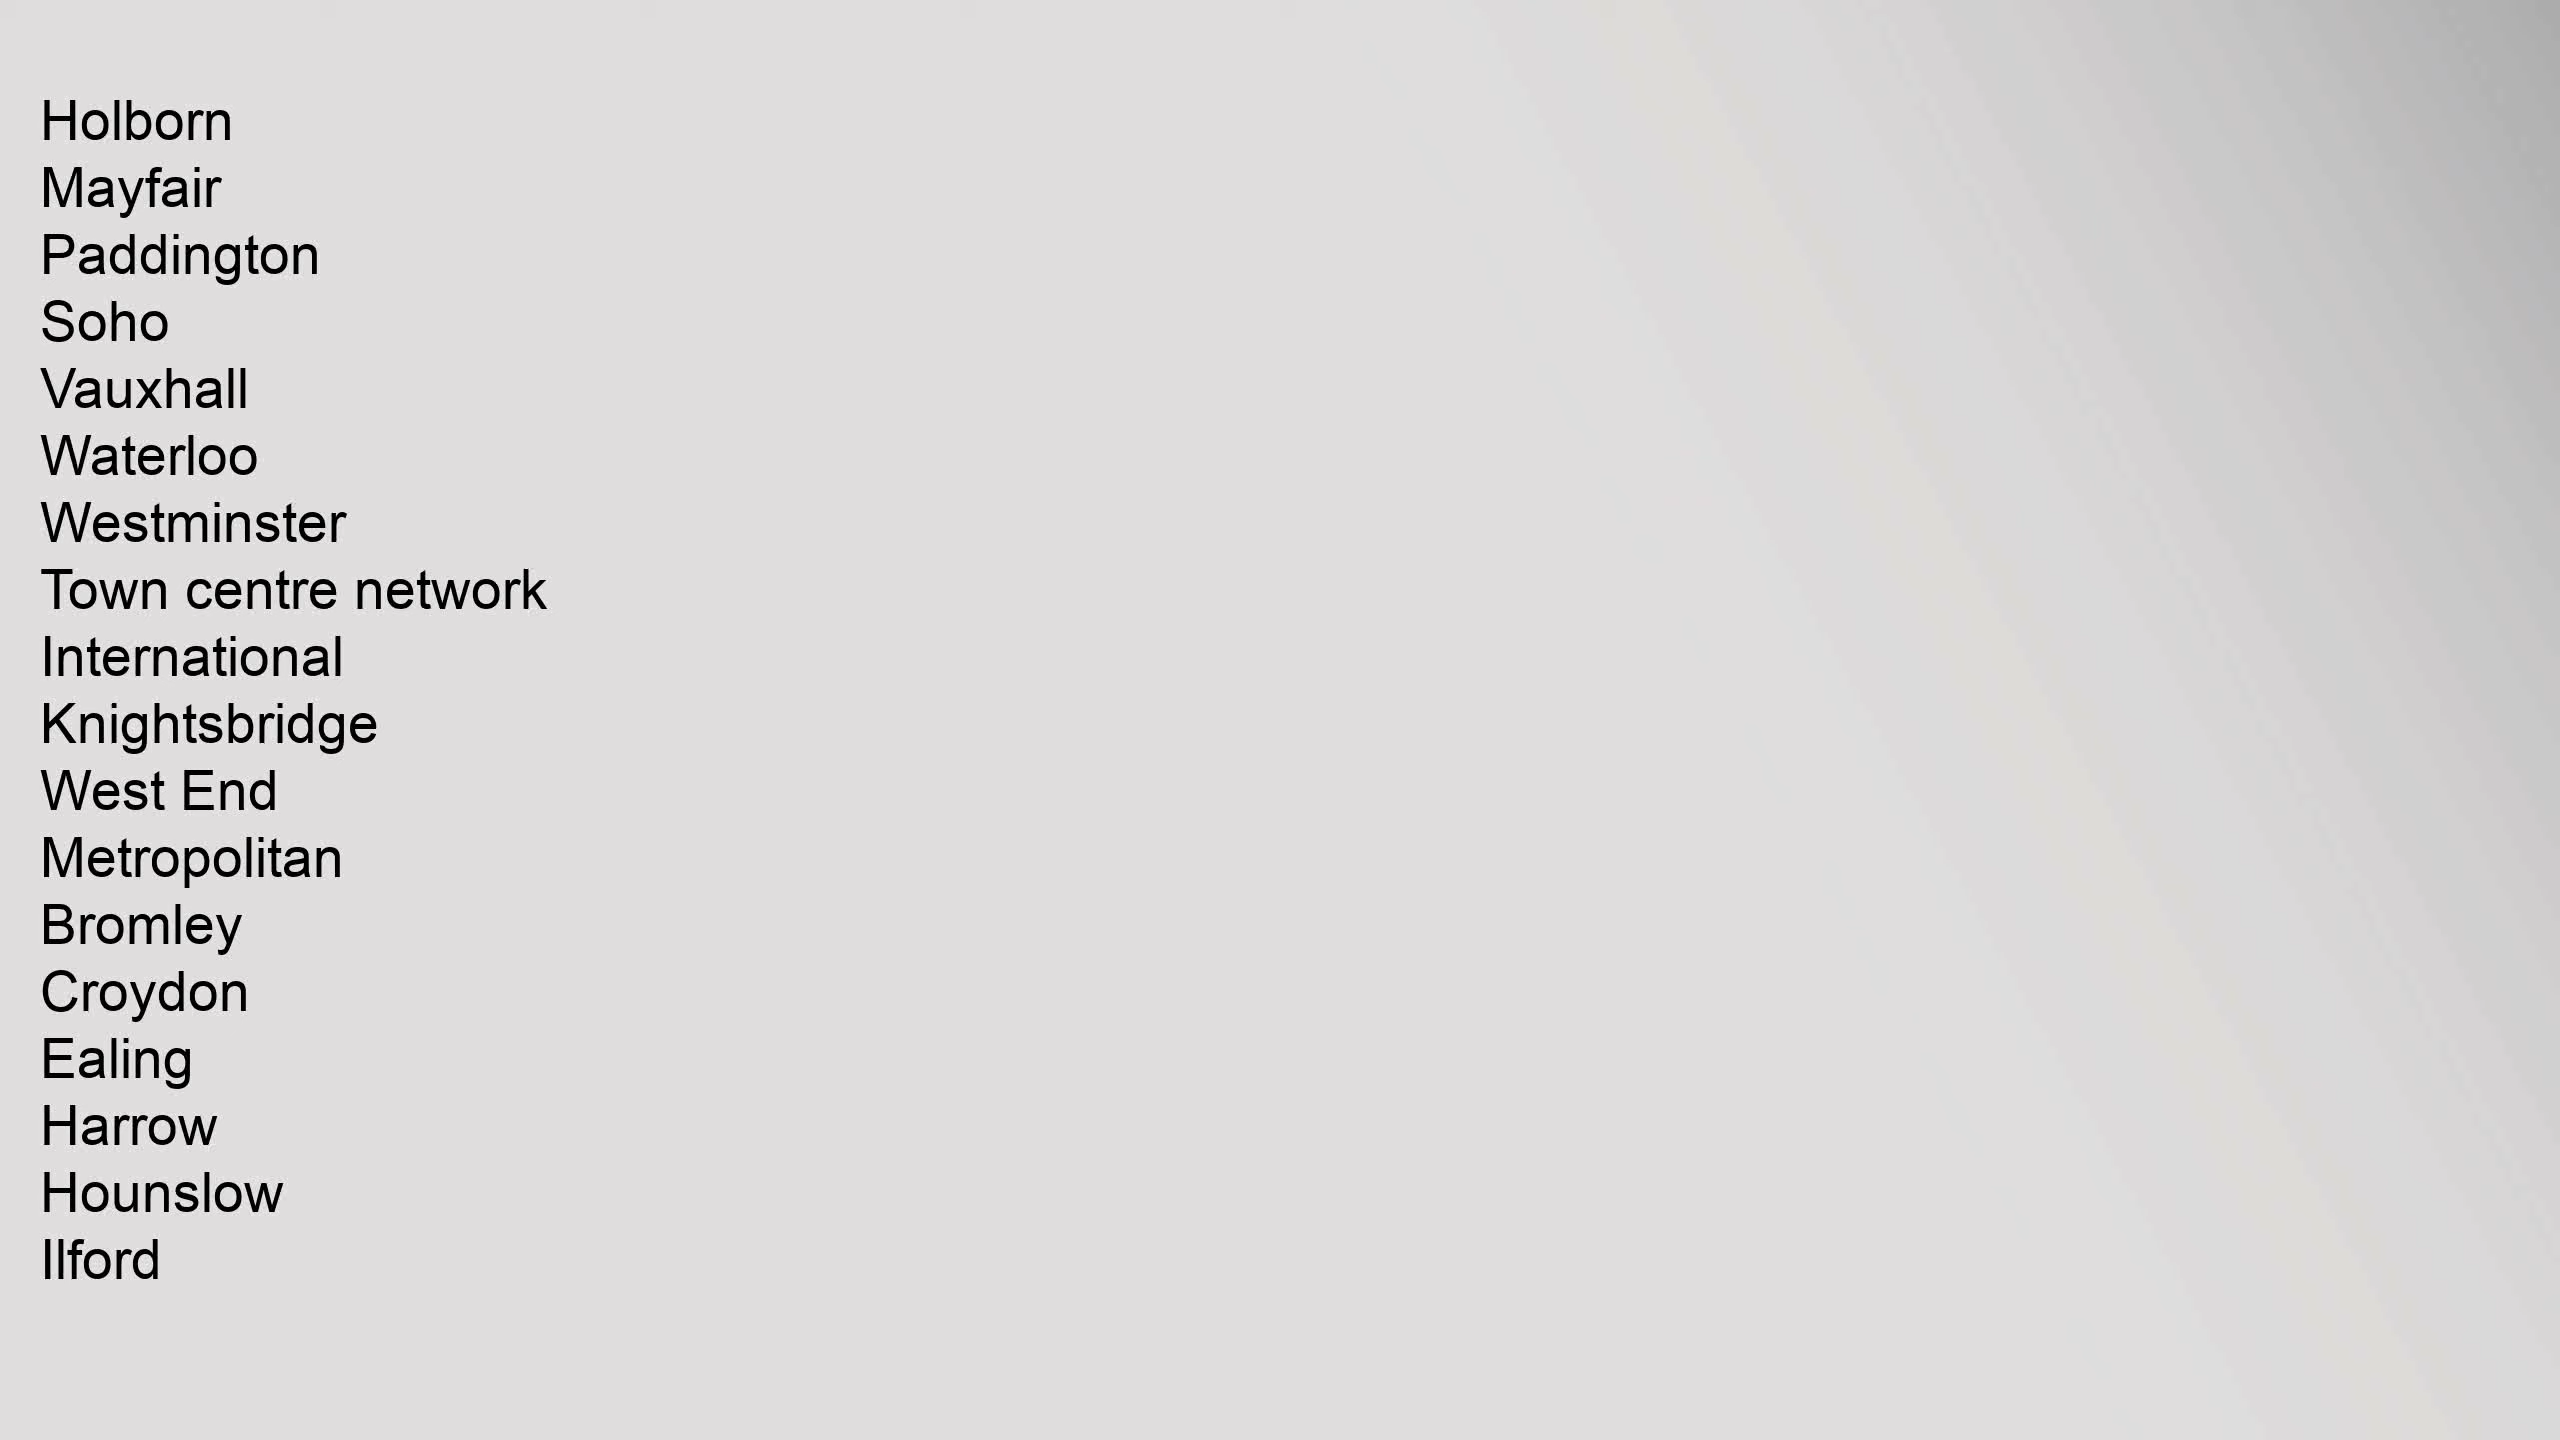 Holborn
Mayfair
Paddington
Soho
Vauxhall
Waterloo
Westminster
Town centre network
International
Knightsbridge
West End
Metropolitan
Bromley
Croydon
Ealing
Harrow
Hounslow
Ilford